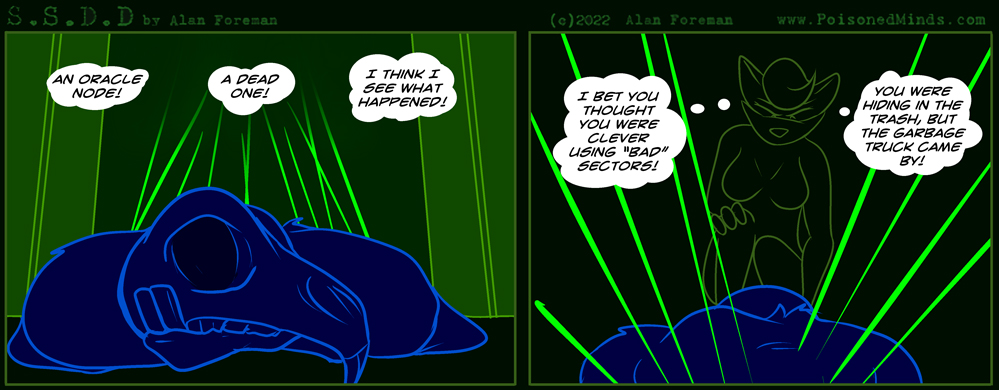 S.S.D.D by Alan Foreman
(c)2022 Alan Foreman www.PoisonedMinds.com
AN ORACLE
NODE!
A DEAD
ONE!
I THINK I
SEE WHAT
HAPPENED!
I BET YOU
THOUGHT
YOU WERE
CLEVER
USING "BAD"
SECTORS!
YOU WERE
HIDING IN THE
TRASH, BUT
THE GARBAGE
TRUCK CAME
BY!